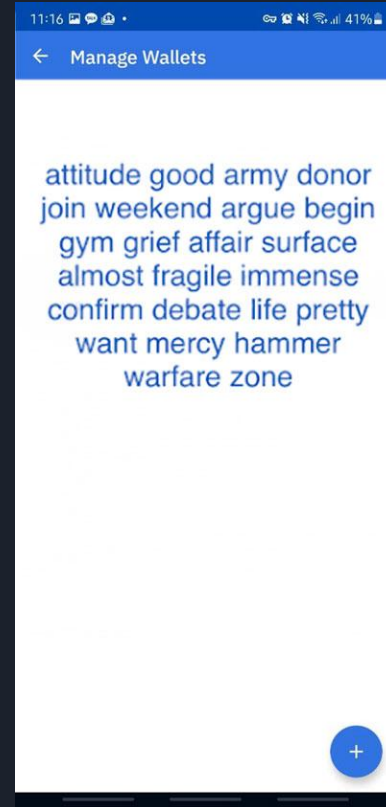 11:16
41%
Manage Wallets
attitude good army donor
join weekend argue begin
gym grief affair surface
almost fragile immense
confirm debate life pretty
want mercy hammer
warfare zone
+